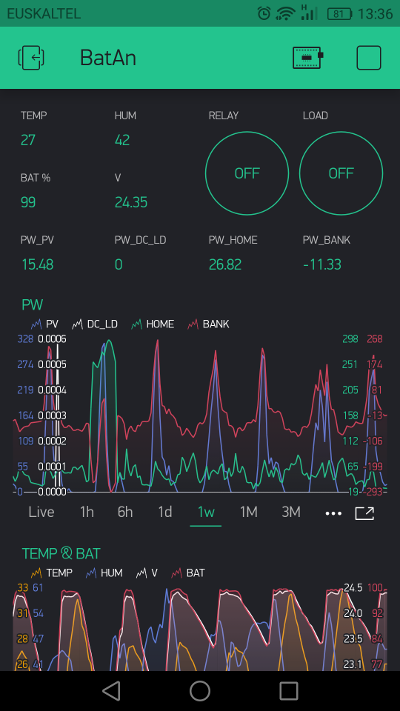 EUSKALTEL H 81 13:36
BatAn
TEMP HUM RELAY LOAD
27 42
OFF OFF
BAT % V
99 24.35
PW_PV PW_DC_LD PW_HOME PW_BANK
15.48 0 26.82 -11.33
PW
PV DC_LD HOME BANK
328 0.0006 298 268
274 0.0005 251 174
219 0.0004 205 81
164 0.0003 158 -13
109 0.0002 112 -106
55 0.0001 65 -199
-0 0.0000 19 -293
Live 1h 6h 1d 1w 1M 3M
TEMP & BAT
TEMP HUM V BAT
33 61 24.5 100
31 54 24.0 92
28 47 23.5 84
26 41 23.1 77